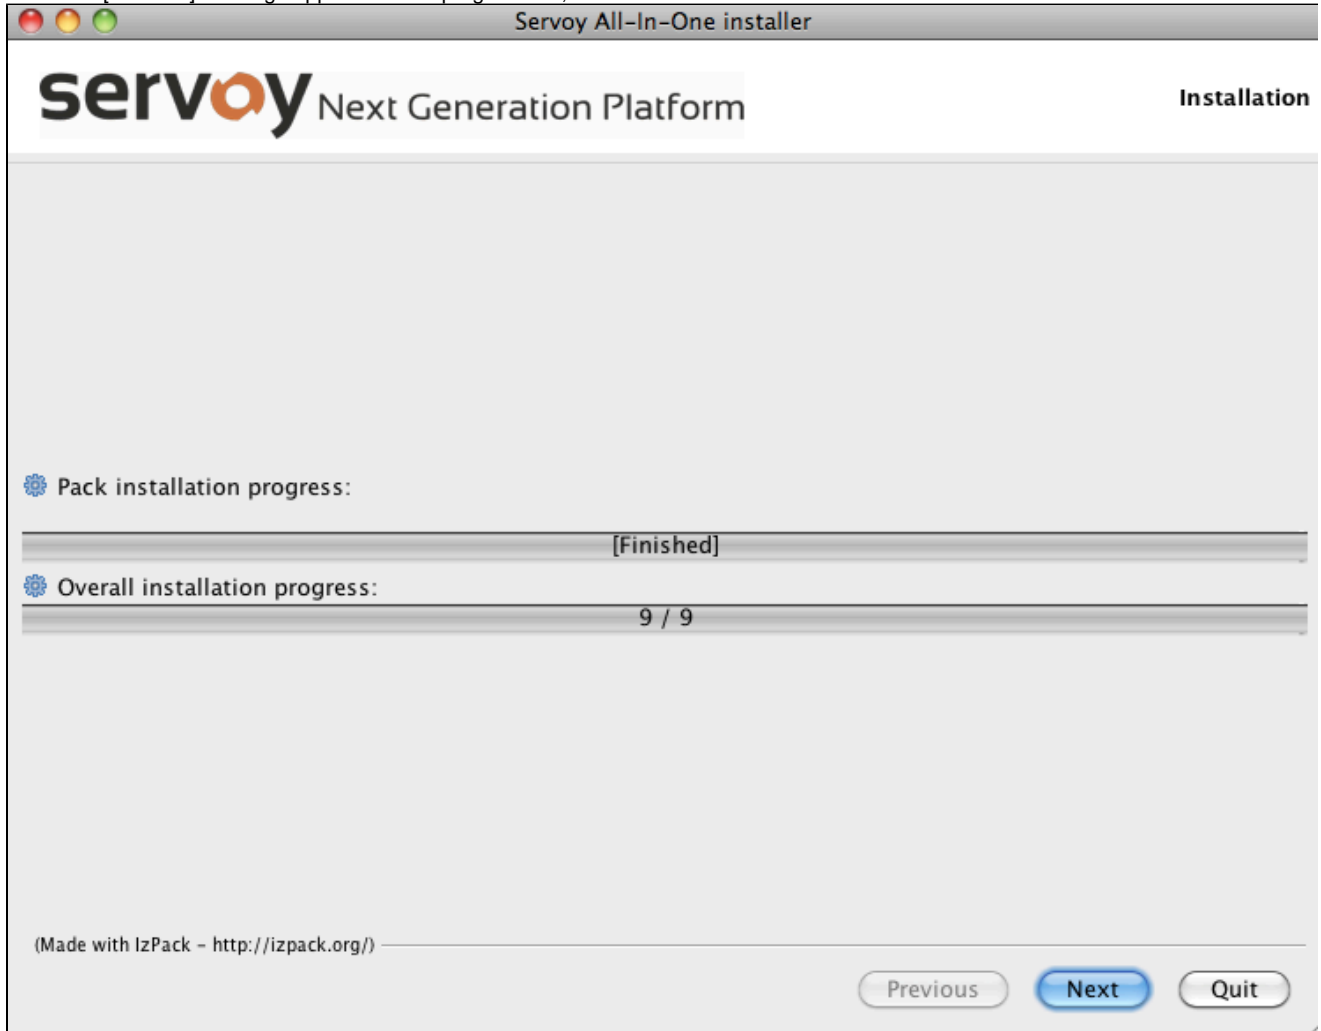 Servoy All-In-One installer
servoy Next Generation Platform
Installation
Pack installation progress:
[Finished]
Overall installation progress:
9 / 9
(Made with IzPack - http://izpack.org/)
Previous
Next
Quit